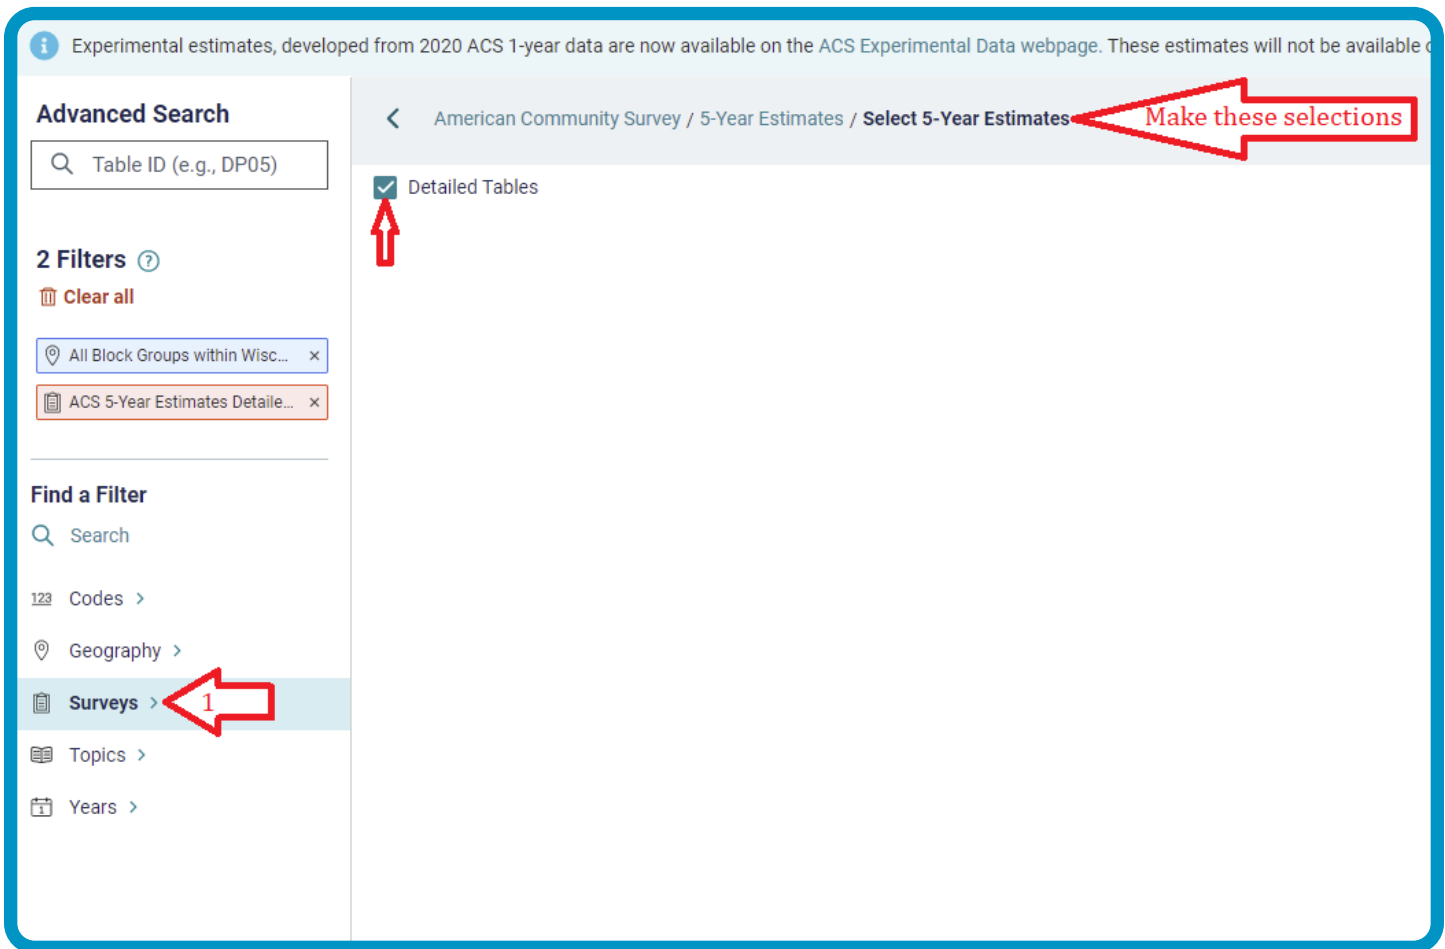 Experimental estimates, developed from 2020 ACS 1-year data are now available on the ACS Experimental Data webpage. These estimates will not be available
Advanced Search
Table ID (e.g., DP05)
2 Filters ?
Clear all
All Block Groups within Wisc... ×
ACS 5-Year Estimates Detaile... ×
Find a Filter
Search
123 Codes >
Geography >
Surveys > 1
Topics >
1 Years >
American Community Survey / 5-Year Estimates / Select 5-Year Estimates Make these selections
Detailed Tables